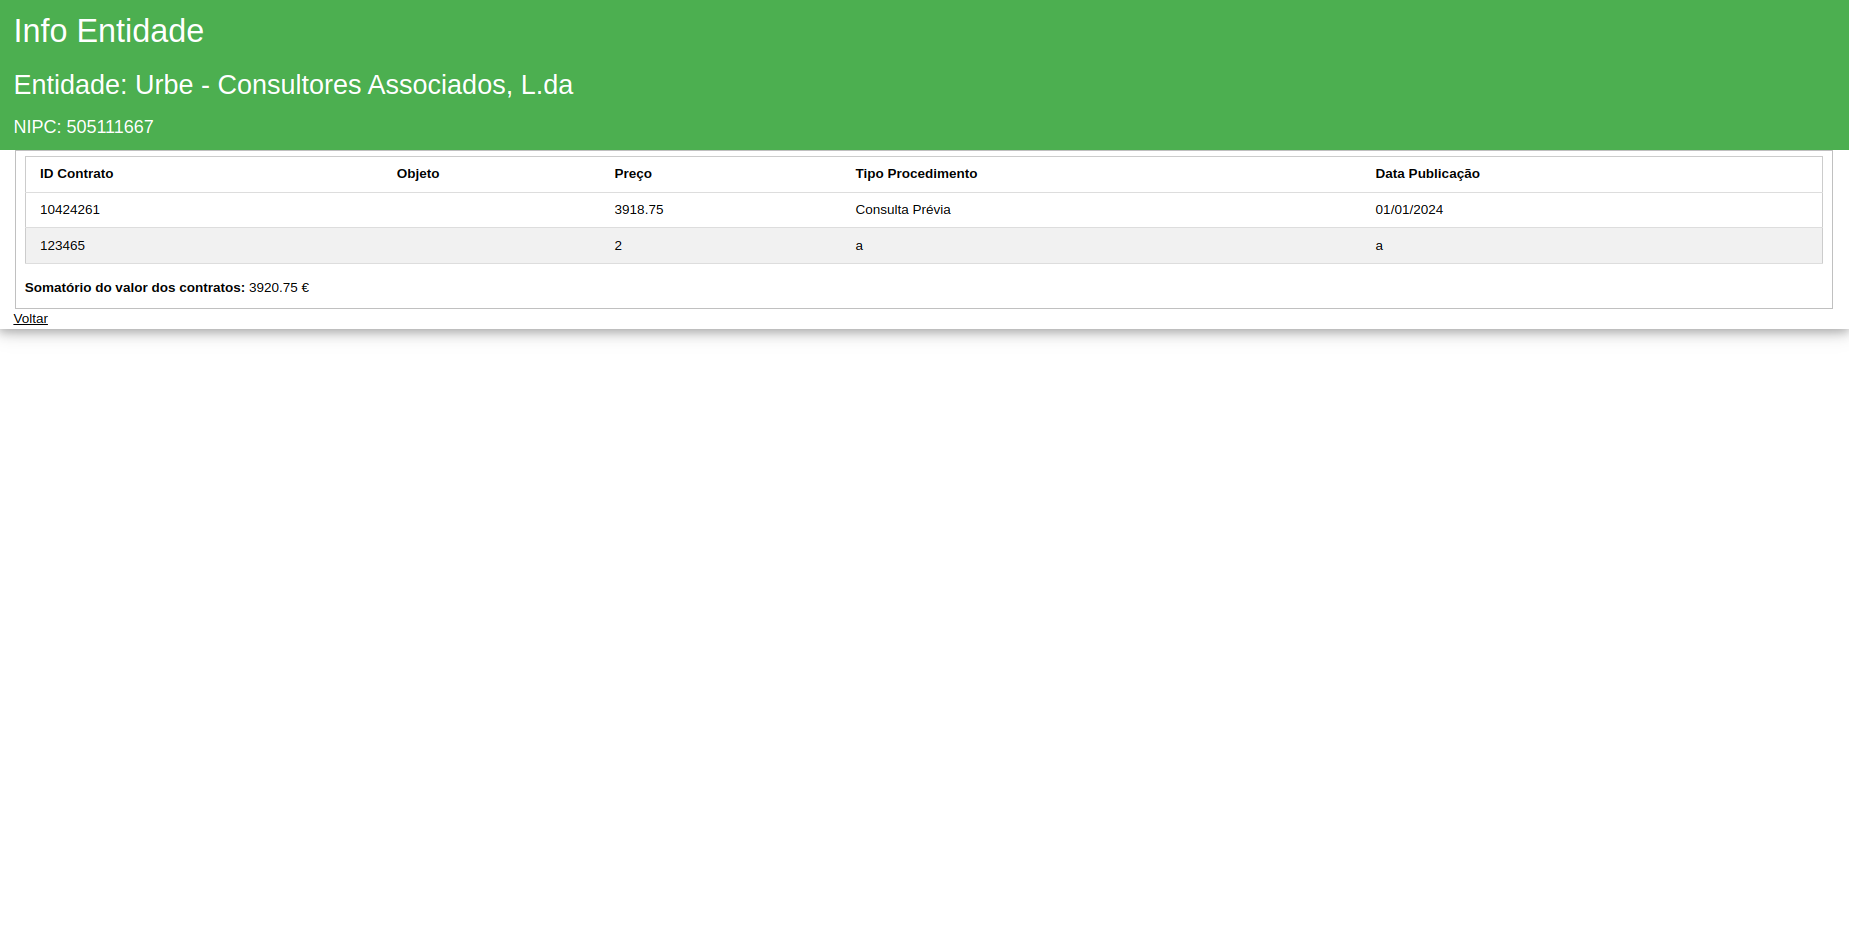 Info Entidade
Entidade: Urbe - Consultores Associados, L.da
NIPC: 505111667
ID Contrato Objeto Preço Tipo Procedimento Data Publicação
10424261 3918.75 Consulta Prévia 01/01/2024
123465 2 a a
Somatório do valor dos contratos: 3920.75 €
Voltar